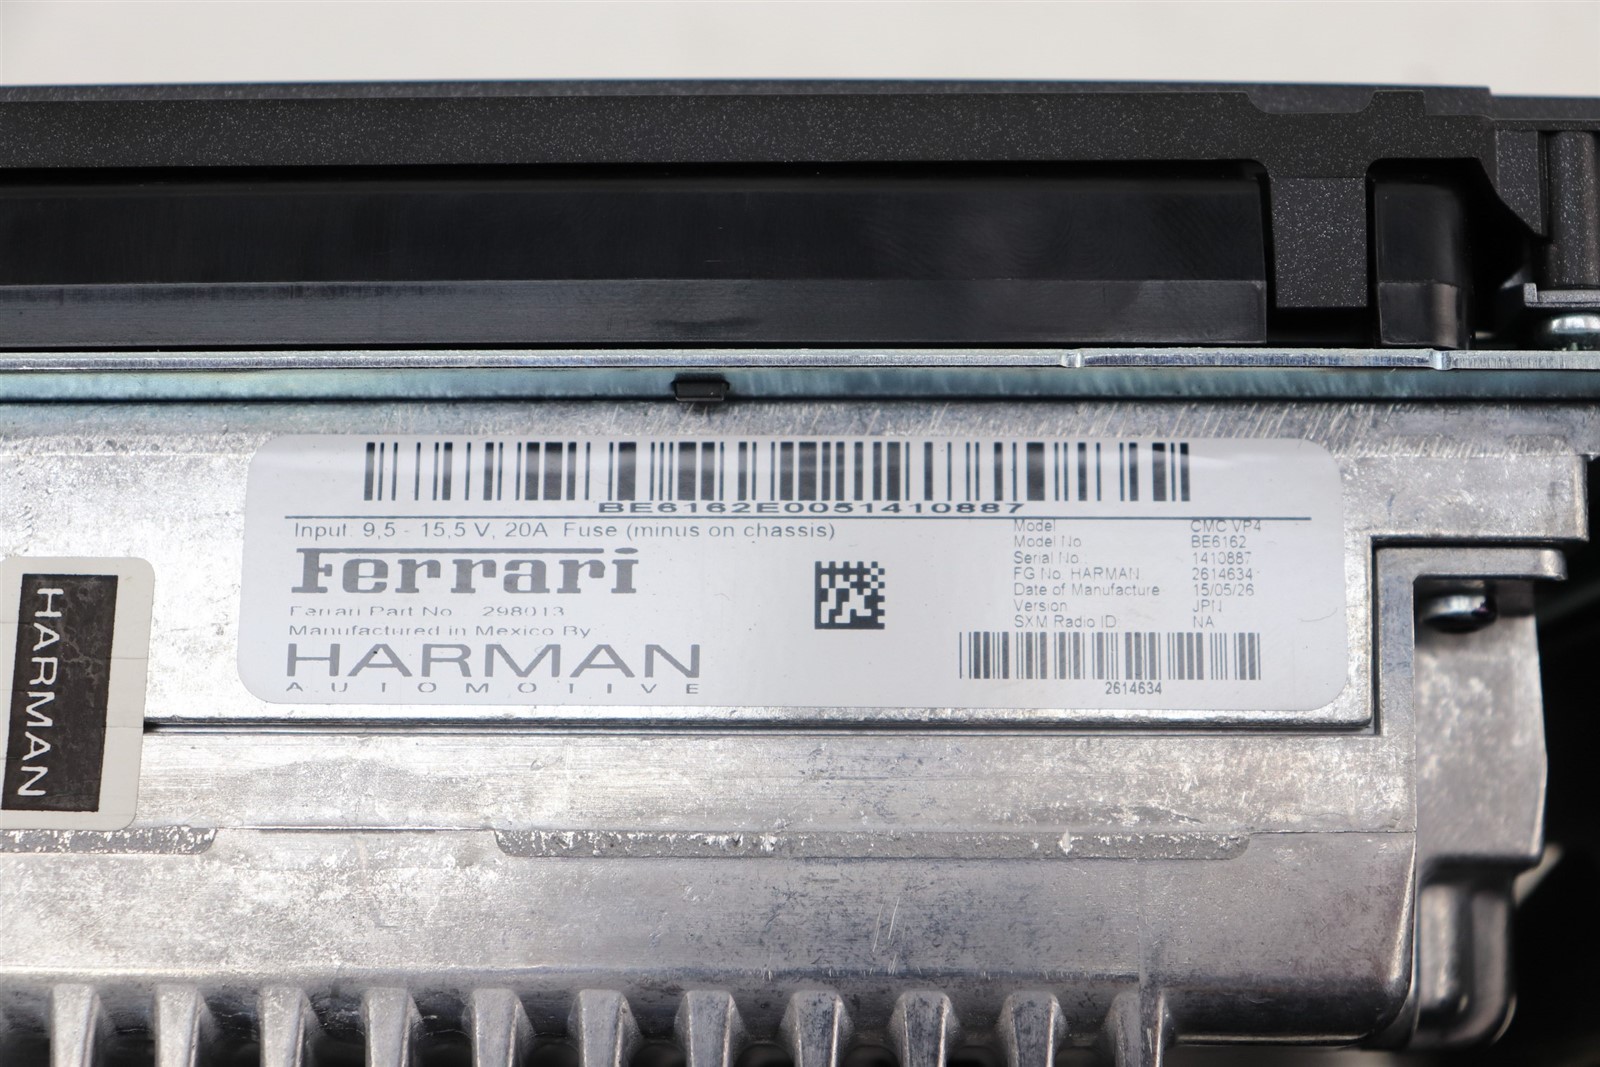 BE6162E0051410887
Input: 9,5 - 15,5 V, 20A Fuse (minus on chassis)
Ferrari
Ferrari Part No. 298013
Manufactured in Mexico By
HARMAN
AUTOMOTIVE
Model CMC VP4
Model No BE6162
Serial No. 1410887
FG No. HARMAN 2614634
Date of Manufacture 15/05/26
Version JPN
SXM Radio ID NA
2614634
HARMAN